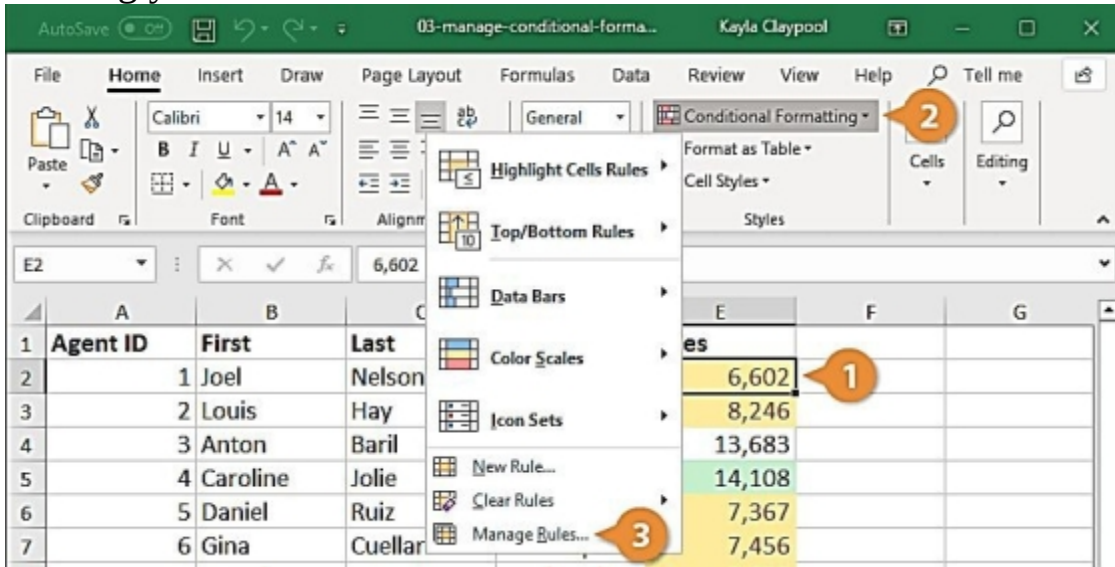 AutoSave Off 03-manage-conditional-forma... Kayla Claypool
File Home Insert Draw Page Layout Formulas Data Review View Help Tell me
Calibri 14 General Conditional Formatting 2
Paste B I U A^ A˅ Format as Table Cells Editing
A Cell Styles
Clipboard Font Alignm Styles
E2 fx 6,602
Highlight Cells Rules
Top/Bottom Rules
Data Bars
Color Scales
Icon Sets
New Rule...
Clear Rules
Manage Rules... 3
A B C E F G
1 Agent ID First Last es
2 1 Joel Nelson 6,602 1
3 2 Louis Hay 8,246
4 3 Anton Baril 13,683
5 4 Caroline Jolie 14,108
6 5 Daniel Ruiz 7,367
7 6 Gina Cuellar 7,456